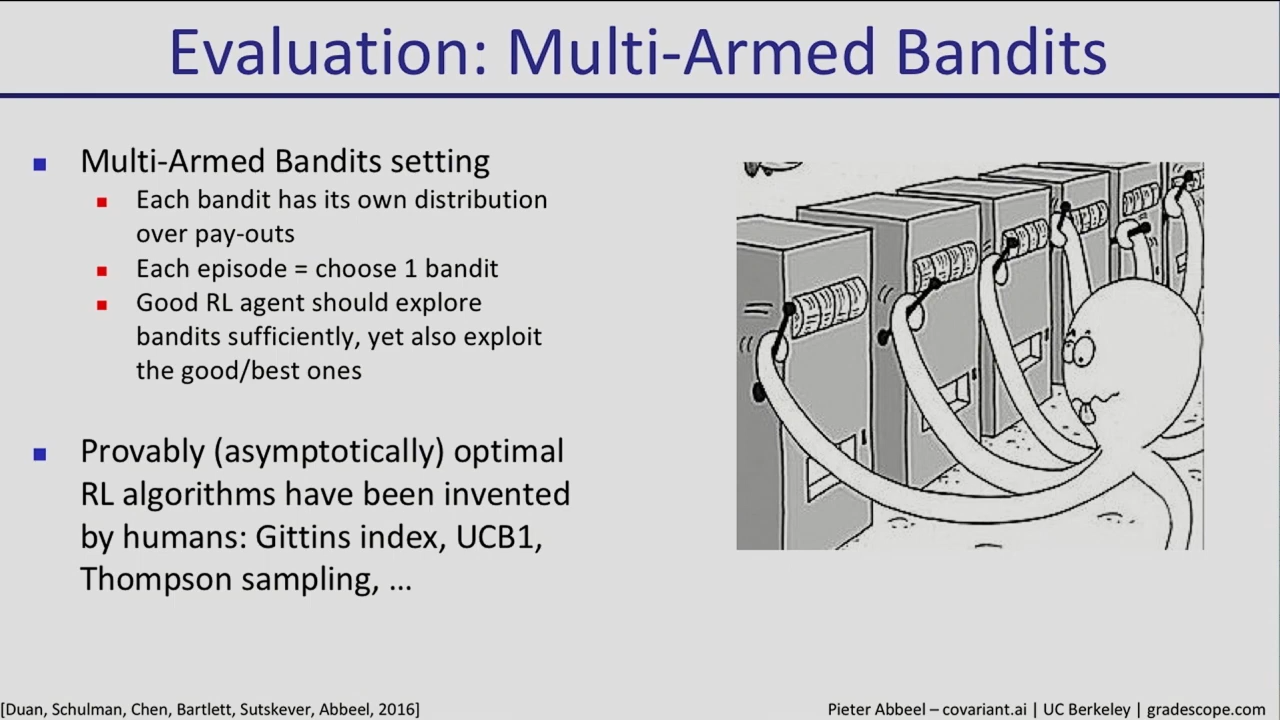 Evaluation: Multi-Armed Bandits
Multi-Armed Bandits setting
Each bandit has its own distribution
over pay-outs
Each episode = choose 1 bandit
Good RL agent should explore
bandits sufficiently, yet also exploit
the good/best ones
Provably (asymptotically) optimal
RL algorithms have been invented
by humans: Gittins index, UCB1,
Thompson sampling, ...
[Duan, Schulman, Chen, Bartlett, Sutskever, Abbeel, 2016]
Pieter Abbeel – covariant.ai | UC Berkeley | gradescope.com